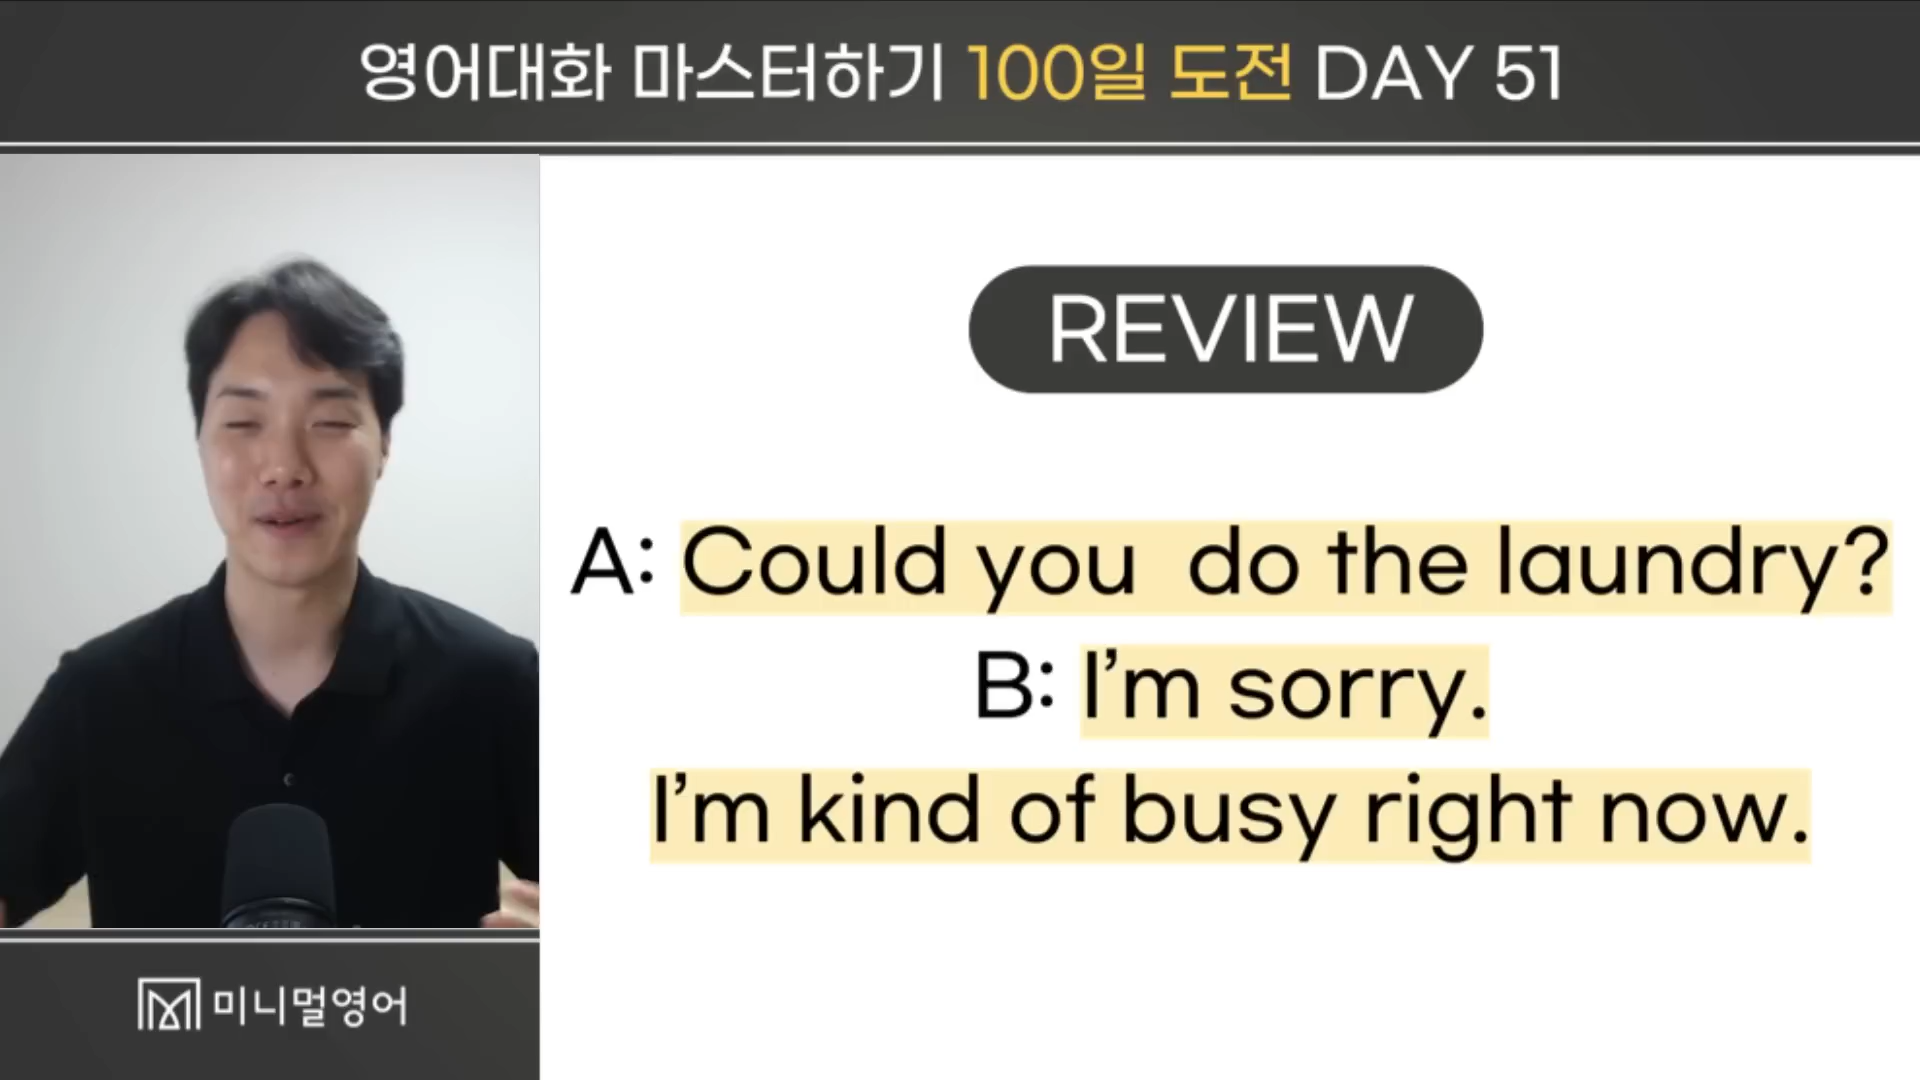 영어대화 마스터하기 100일 도전 DAY 51
REVIEW
A: Could you  do the laundry?
B: I’m sorry.
I’m kind of busy right now.
미니멀영어